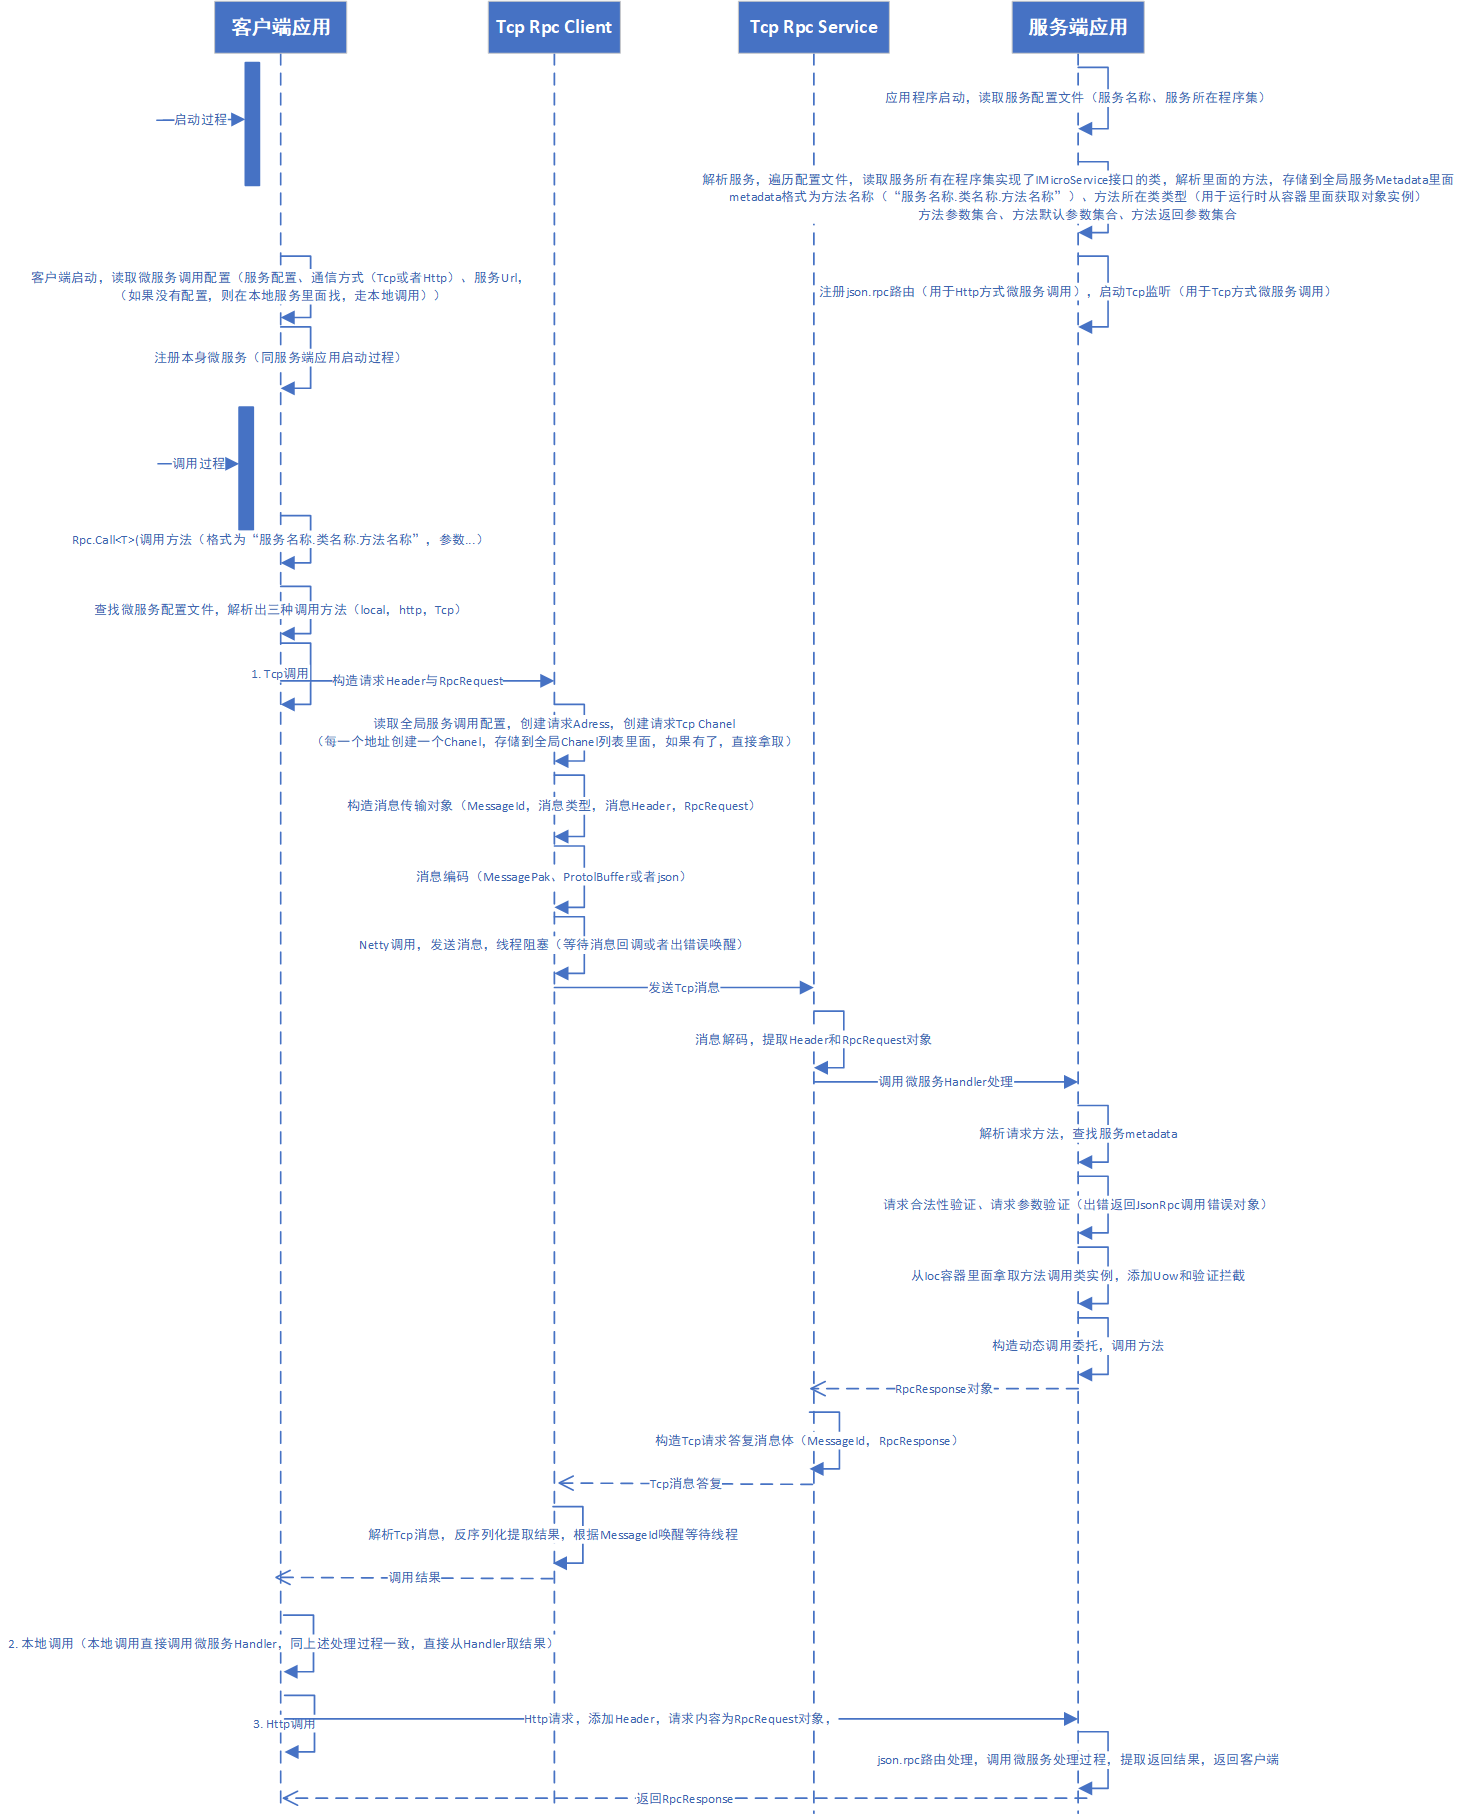 客户端应用
Tcp Rpc Client
Tcp Rpc Service
服务端应用
应用程序启动，读取服务配置文件（服务名称、服务所在程序集）
启动过程
解析服务，遍历配置文件，读取服务所有在程序集实现了IMicroService接口的类，解析里面的方法，存储到全局服务Metadata里面
metadata格式为方法名称（“服务名称.类名称.方法名称”）、方法所在类类型（用于运行时从容器里面获取对象实例）
方法参数集合、方法默认参数集合、方法返回参数集合
客户端启动，读取微服务调用配置（服务配置、通信方式（Tcp或者Http）、服务Url，
（如果没有配置，则在本地服务里面找，走本地调用））
注册json.rpc路由（用于Http方式微服务调用），启动Tcp监听（用于Tcp方式微服务调用）
注册本身微服务（同服务端应用启动过程）
调用过程
Rpc.Call<T>(调用方法（格式为“服务名称.类名称.方法名称”，参数...）
查找微服务配置文件，解析出三种调用方法（local，http，Tcp）
1. Tcp调用
构造请求Header与RpcRequest
读取全局服务调用配置，创建请求Adress，创建请求Tcp Chanel
（每一个地址创建一个Chanel，存储到全局Chanel列表里面，如果有了，直接拿取）
构造消息传输对象（MessageId，消息类型，消息Header，RpcRequest）
消息编码（MessagePak、ProtolBuffer或者json）
Netty调用，发送消息，线程阻塞（等待消息回调或者出错误唤醒）
发送Tcp消息
消息解码，提取Header和RpcRequest对象
调用微服务Handler处理
解析请求方法，查找服务metadata
请求合法性验证、请求参数验证（出错返回JsonRpc调用错误对象）
从Ioc容器里面拿取方法调用类实例，添加Uow和验证拦截
构造动态调用委托，调用方法
RpcResponse对象
构造Tcp请求答复消息体（MessageId，RpcResponse）
Tcp消息答复
解析Tcp消息，反序列化提取结果，根据MessageId唤醒等待线程
调用结果
2. 本地调用（本地调用直接调用微服务Handler，同上述处理过程一致，直接从Handler取结果）
3. Http调用
Http请求，添加Header，请求内容为RpcRequest对象，
json.rpc路由处理，调用微服务处理过程，提取返回结果，返回客户端
返回RpcResponse